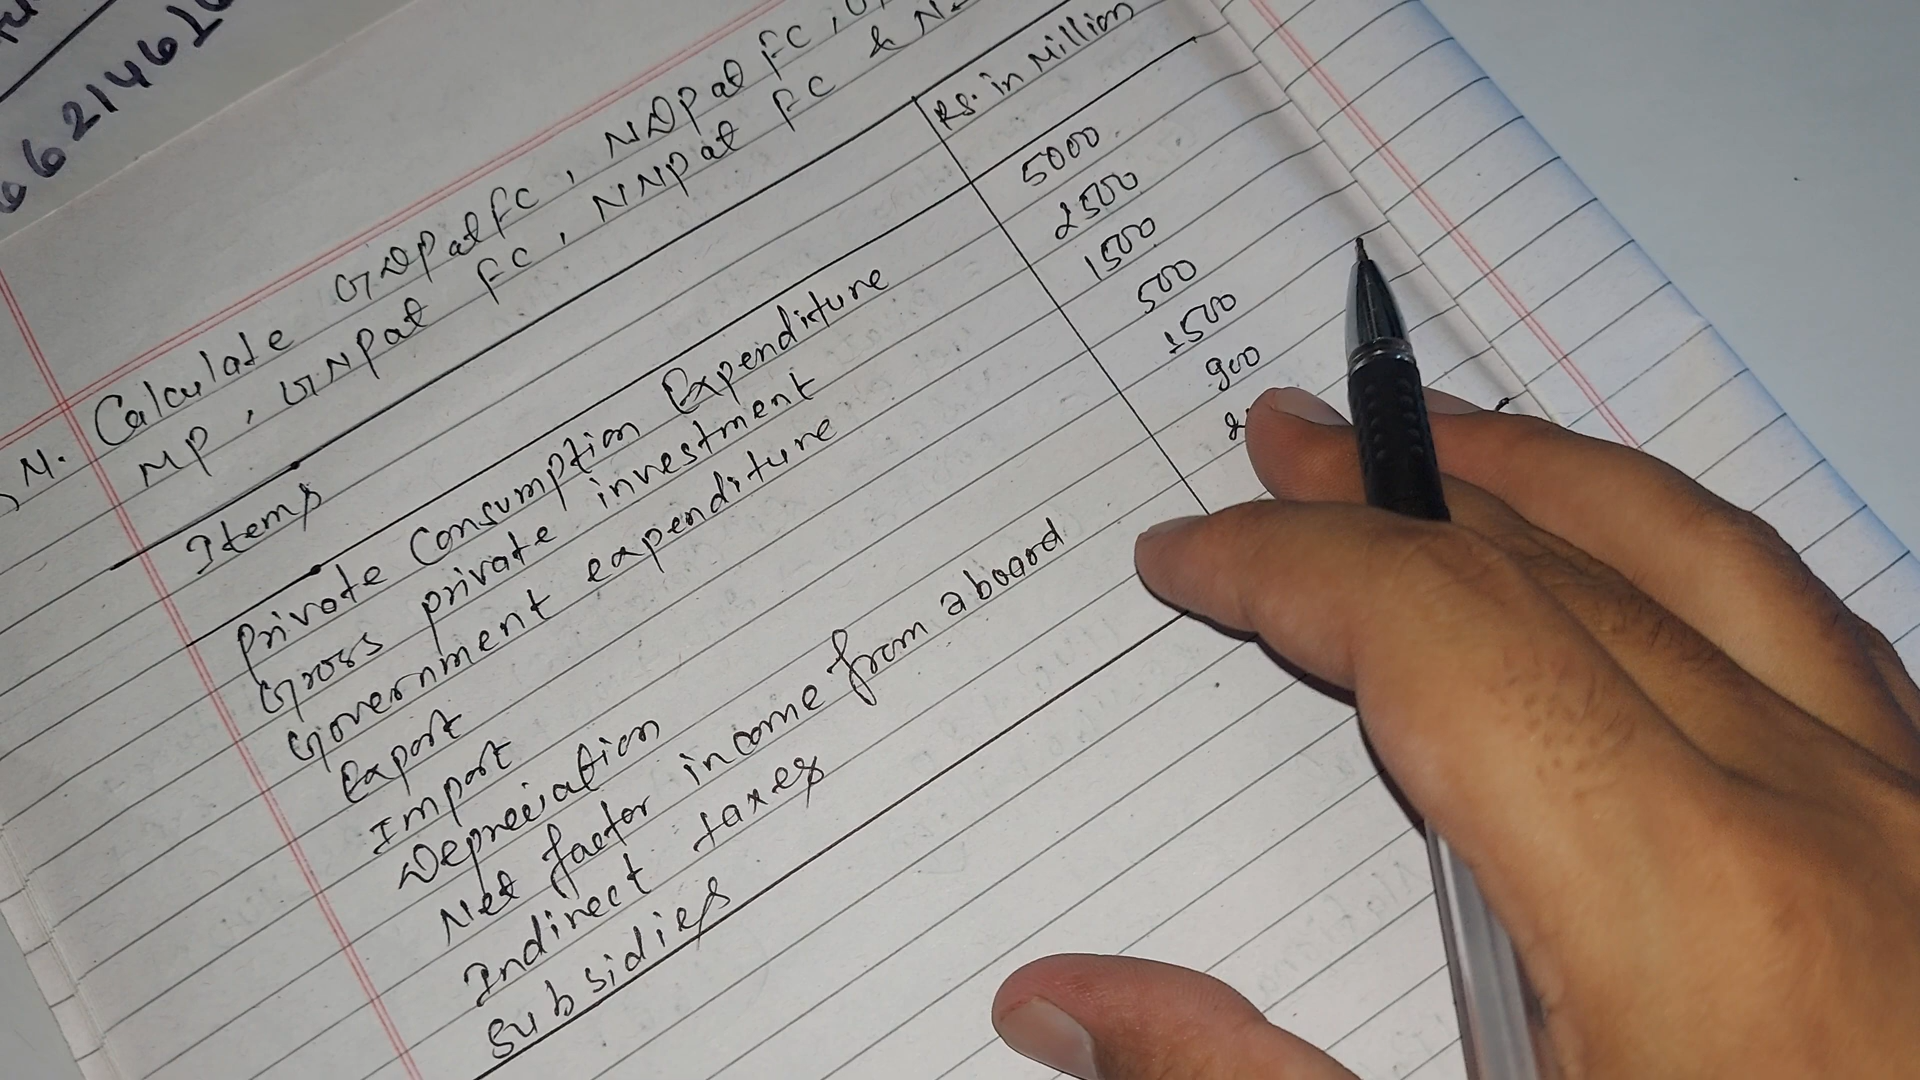 6621461
N. Calculate GDP at FC, NDP at FC,
MP, GNP at FC, NNP at FC &
Items Rs. in Million
Private Consumption Expenditure 5000
Gross private investment 2500
Government expenditure 1500
Export 500
Import 1500
Depreciation 900
Net factor income from aboard
Indirect taxes
Subsidies